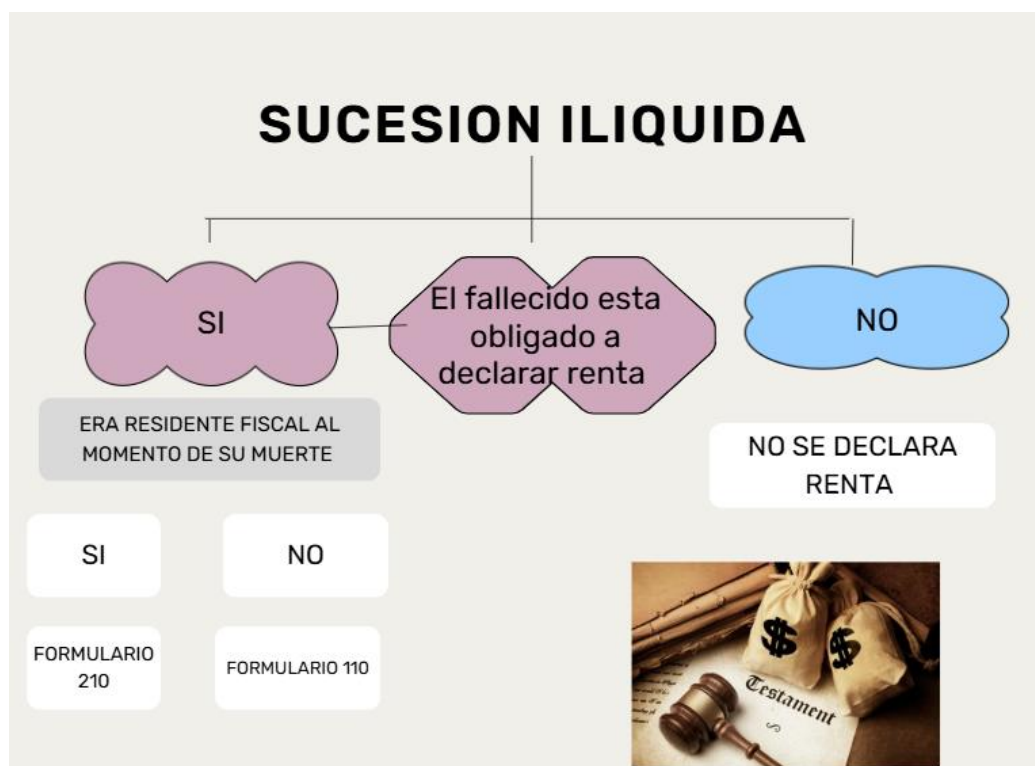 SUCESION ILIQUIDA
SI
El fallecido esta
obligado a
declarar renta
NO
ERA RESIDENTE FISCAL AL
MOMENTO DE SU MUERTE
NO SE DECLARA
RENTA
SI
NO
FORMULARIO
210
FORMULARIO 110
$
$
Testament